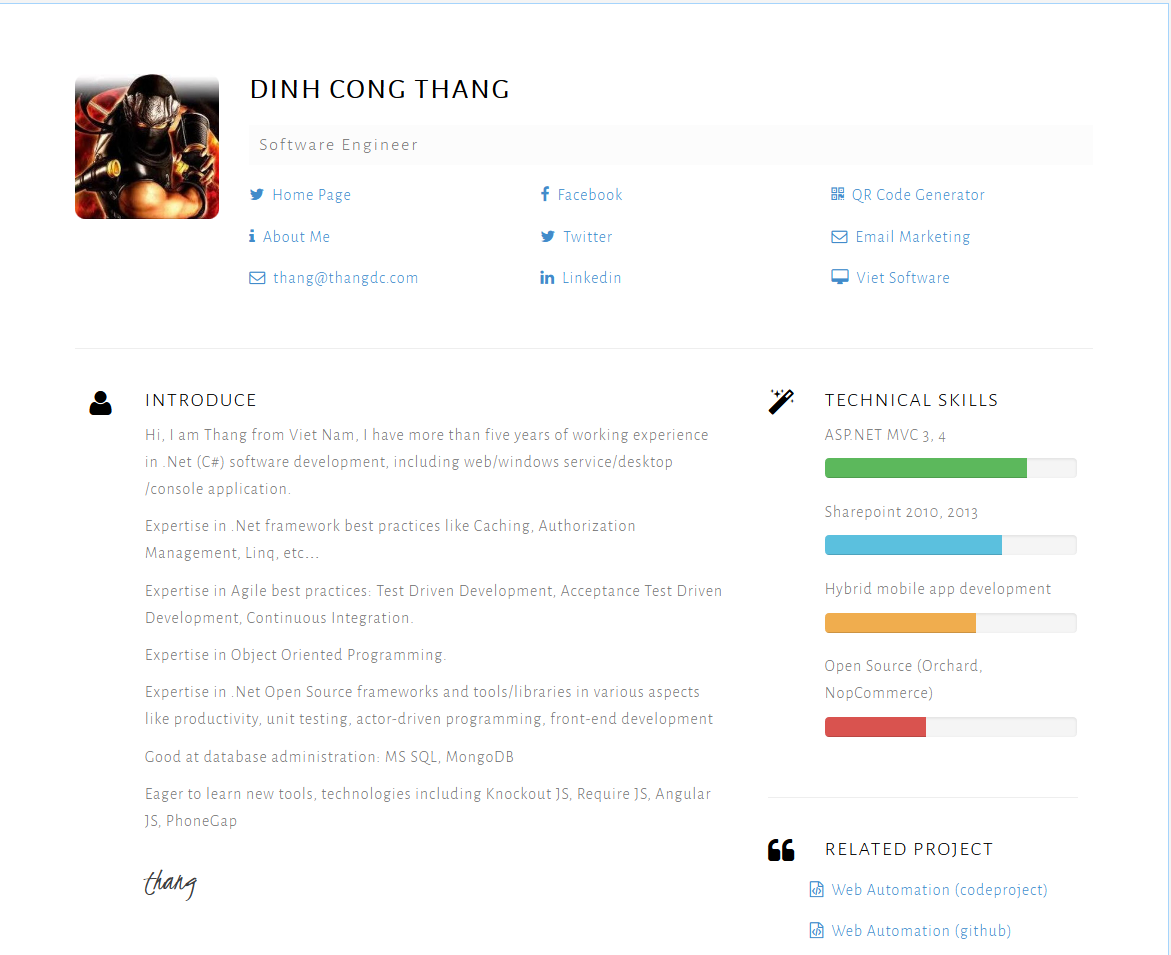 DINH CONG THANG
Software Engineer
Home Page
Facebook
QR Code Generator
About Me
Twitter
Email Marketing
thang@thangdc.com
Linkedin
Viet Software
INTRODUCE
Hi, I am Thang from Viet Nam, I have more than five years of working experience
in .Net (C#) software development, including web/windows service/desktop
/console application.
Expertise in .Net framework best practices like Caching, Authorization
Management, Linq, etc...
Expertise in Agile best practices: Test Driven Development, Acceptance Test Driven
Development, Continuous Integration.
Expertise in Object Oriented Programming.
Expertise in .Net Open Source frameworks and tools/libraries in various aspects
like productivity, unit testing, actor-driven programming, front-end development
Good at database administration: MS SQL, MongoDB
Eager to learn new tools, technologies including Knockout JS, Require JS, Angular
JS, PhoneGap
thang
TECHNICAL SKILLS
ASP.NET MVC 3, 4
Sharepoint 2010, 2013
Hybrid mobile app development
Open Source (Orchard,
NopCommerce)
RELATED PROJECT
Web Automation (codeproject)
Web Automation (github)